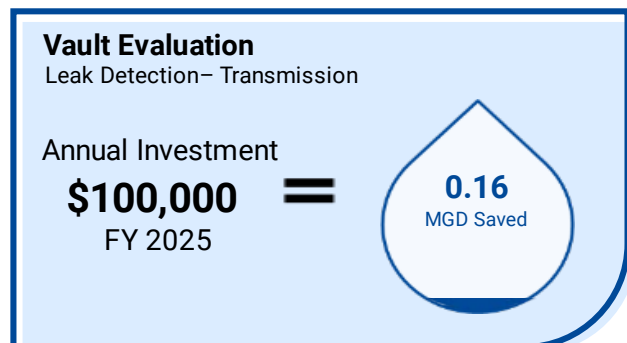 Vault Evaluation
Leak Detection– Transmission
Annual Investment
$100,000
FY 2025
=
0.16
MGD Saved